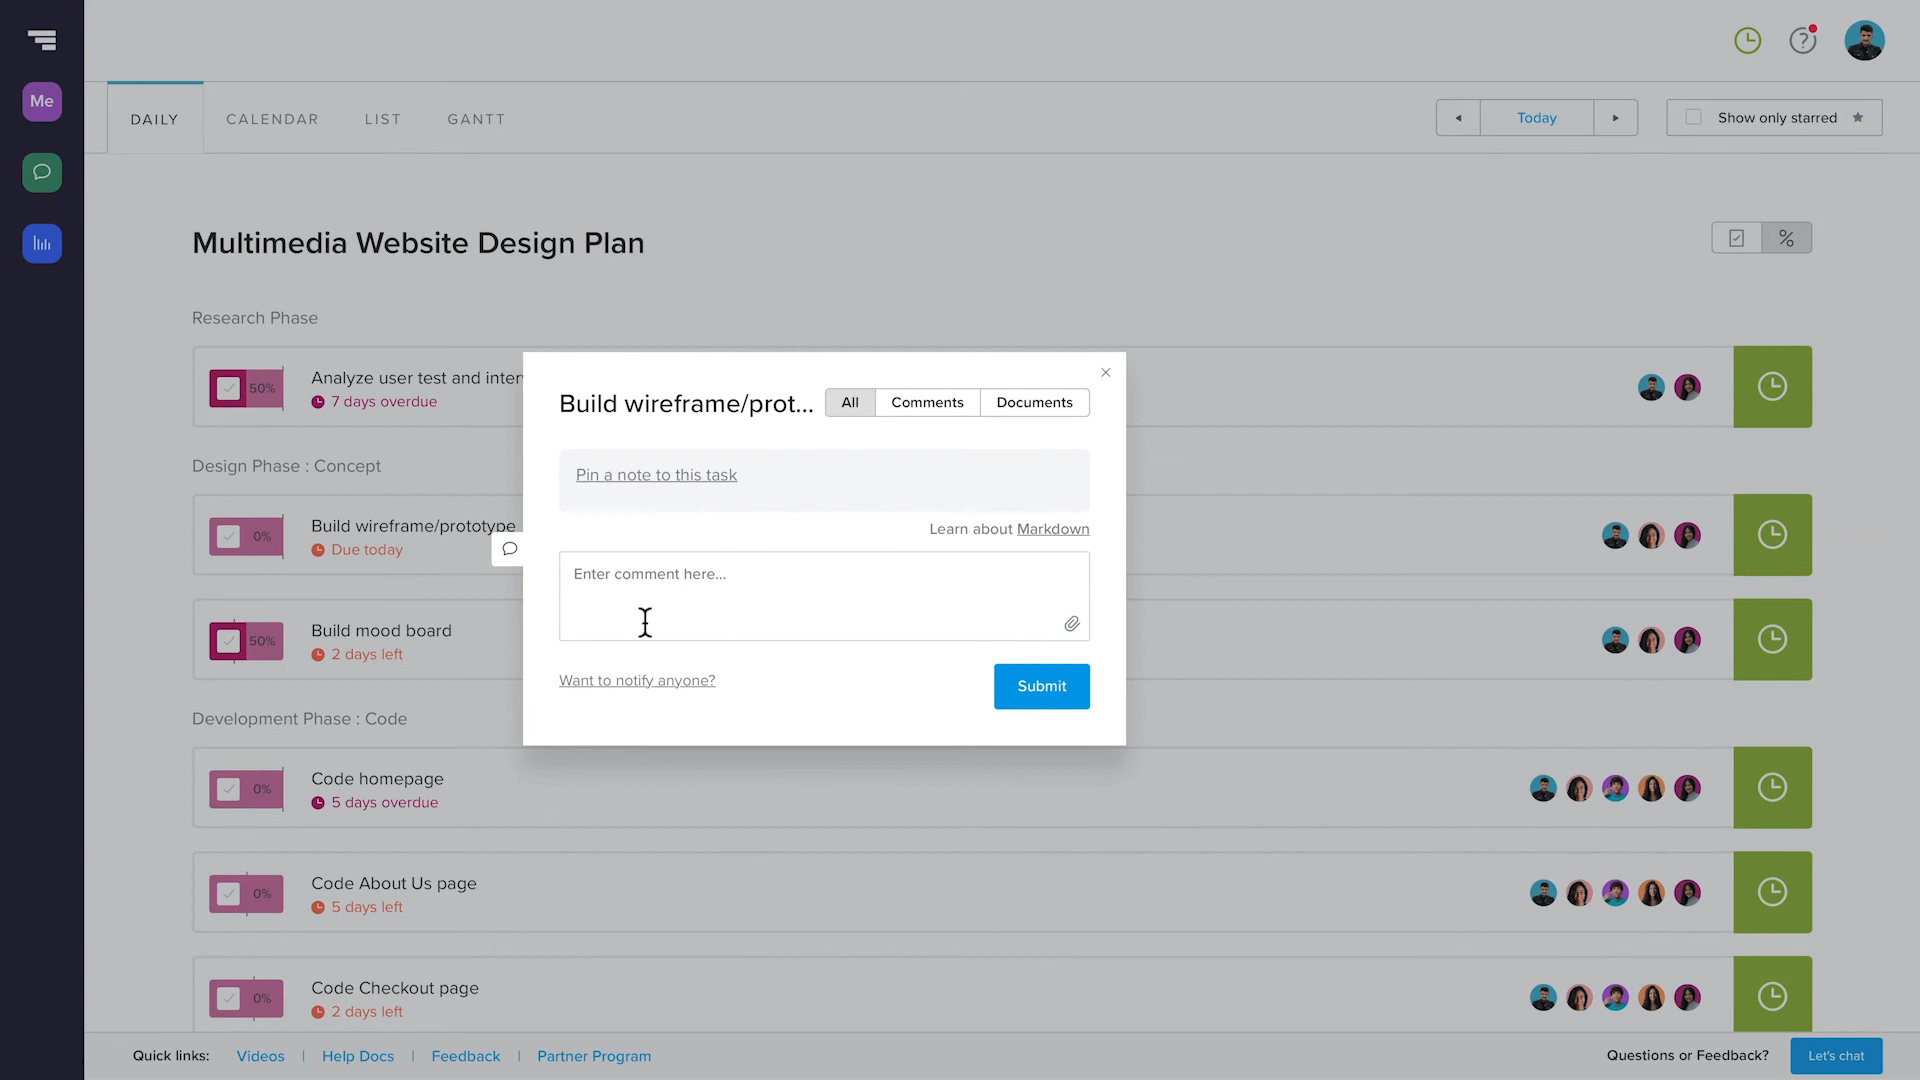 Me
DAILY
CALENDAR
LIST
GANTT
Today
Show only starred
Multimedia Website Design Plan
%
Research Phase
50%
Analyze user test and inter
7 days overdue
Design Phase : Concept
0%
Build wireframe/prototype
Due today
50%
Build mood board
2 days left
Development Phase : Code
0%
Code homepage
5 days overdue
0%
Code About Us page
5 days left
0%
Code Checkout page
2 days left
Build wireframe/prot...
All
Comments
Documents
Pin a note to this task
Learn about Markdown
Enter comment here...
Want to notify anyone?
Submit
Quick links:
Videos | Help Docs | Feedback | Partner Program
Questions or Feedback?
Let's chat